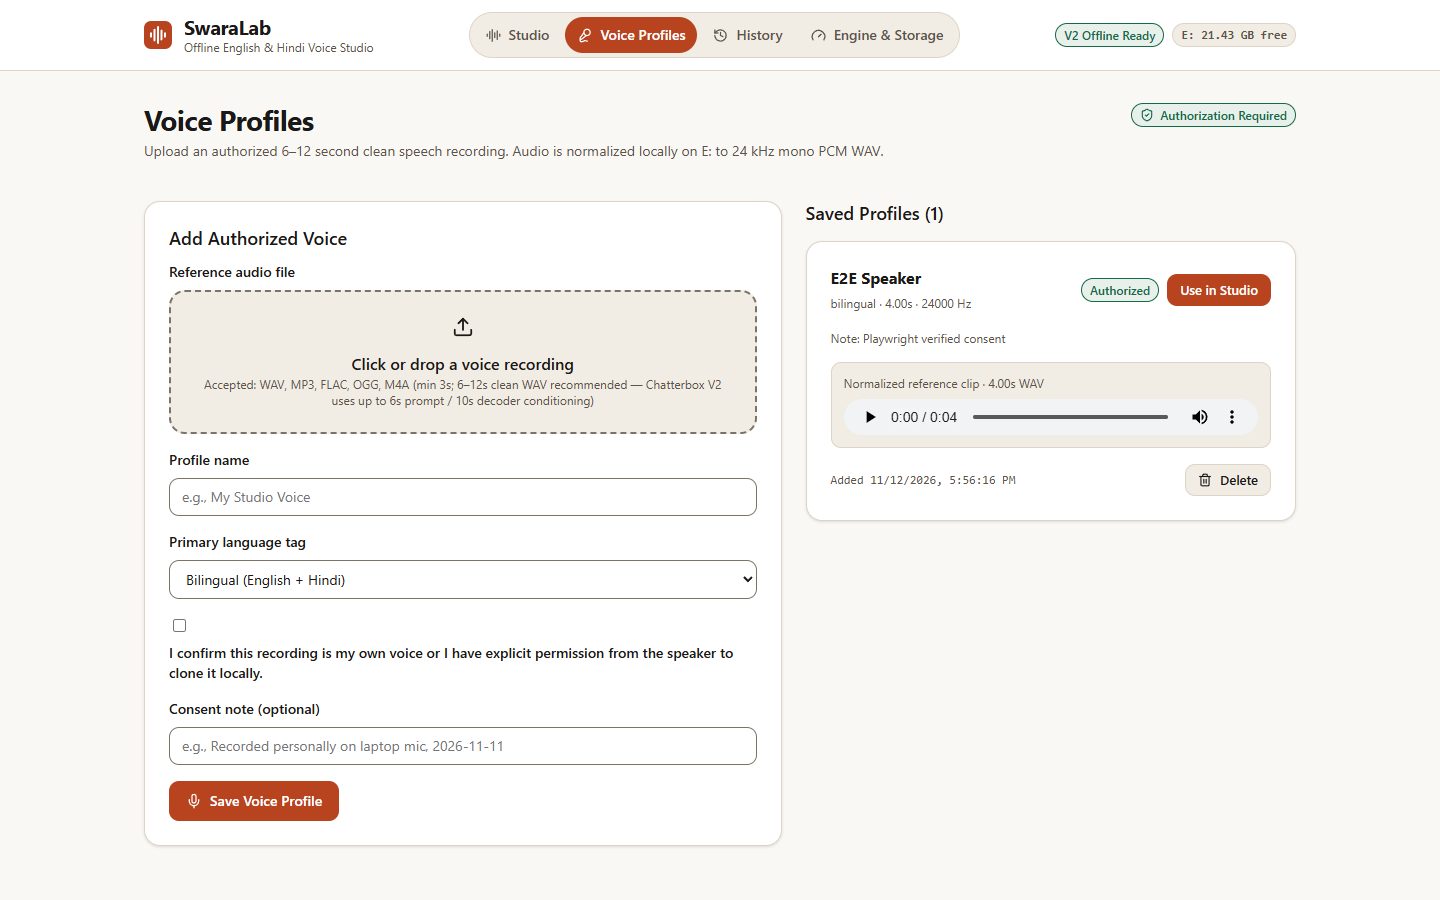 SwaraLab
Offline English & Hindi Voice Studio
Studio
Voice Profiles
History
Engine & Storage
V2 Offline Ready
E: 21.43 GB free
Voice Profiles
Upload an authorized 6–12 second clean speech recording. Audio is normalized locally on E: to 24 kHz mono PCM WAV.
Authorization Required
Add Authorized Voice
Reference audio file
Click or drop a voice recording
Accepted: WAV, MP3, FLAC, OGG, M4A (min 3s; 6–12s clean WAV recommended — Chatterbox V2
uses up to 6s prompt / 10s decoder conditioning)
Profile name
e.g., My Studio Voice
Primary language tag
Bilingual (English + Hindi)
I confirm this recording is my own voice or I have explicit permission from the speaker to
clone it locally.
Consent note (optional)
e.g., Recorded personally on laptop mic, 2026-11-11
Save Voice Profile
Saved Profiles (1)
E2E Speaker
bilingual · 4.00s · 24000 Hz
Authorized
Use in Studio
Note: Playwright verified consent
Normalized reference clip · 4.00s WAV
0:00 / 0:04
Added 11/12/2026, 5:56:16 PM
Delete